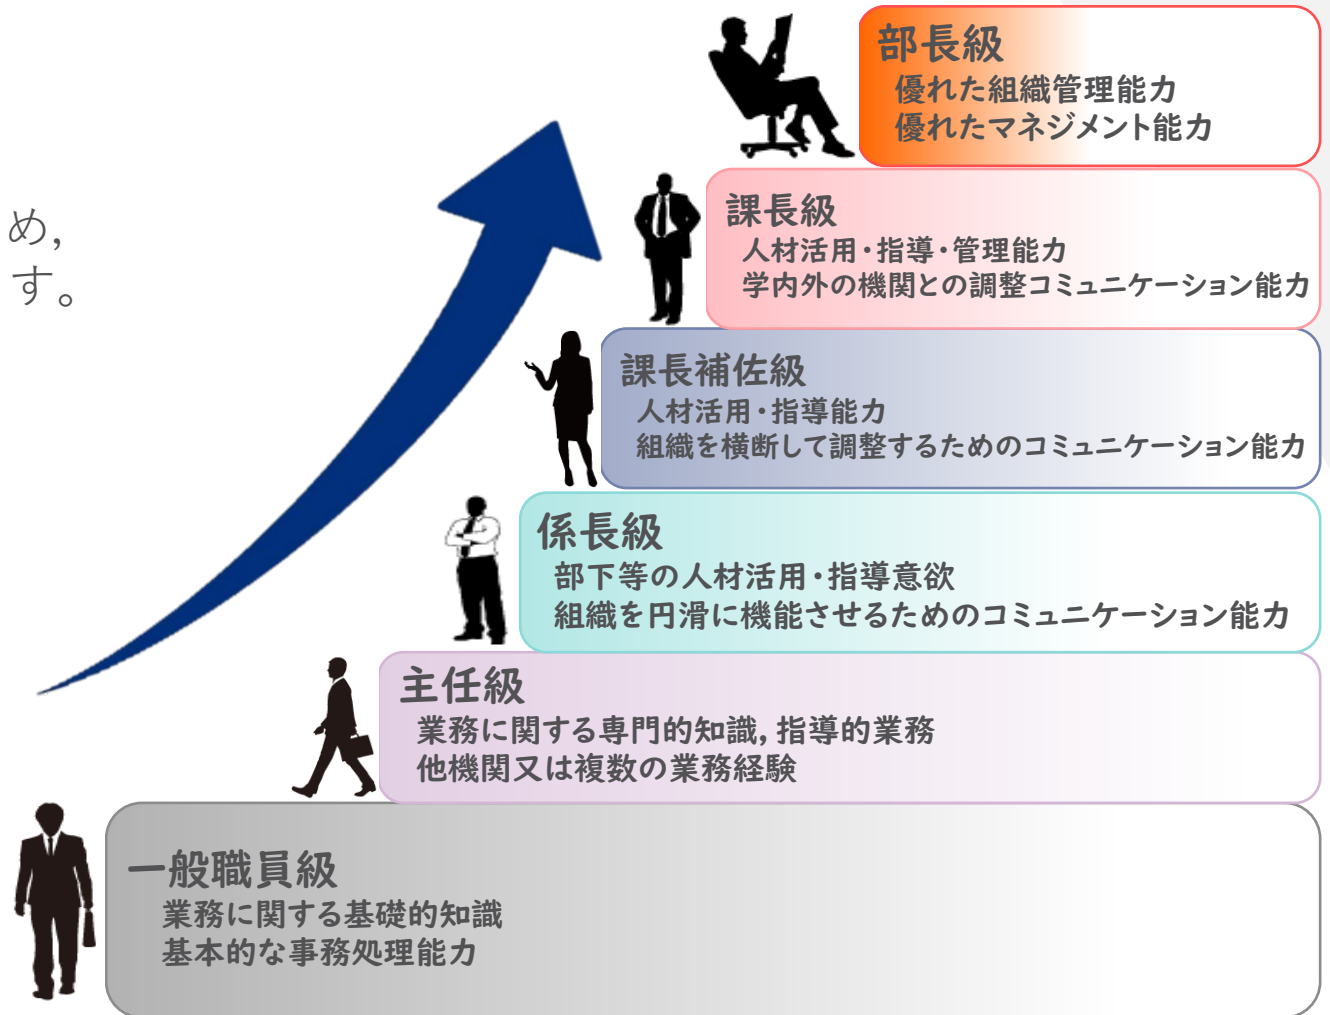 め,
す。
部長級
優れた組織管理能力
優れたマネジメント能力
課長級
人材活用・指導・管理能力
学内外の機関との調整コミュニケーション能力
課長補佐級
人材活用・指導能力
組織を横断して調整するためのコミュニケーション能力
係長級
部下等の人材活用・指導意欲
組織を円滑に機能させるためのコミュニケーション能力
主任級
業務に関する専門的知識, 指導的業務
他機関又は複数の業務経験
一般職員級
業務に関する基礎的知識
基本的な事務処理能力